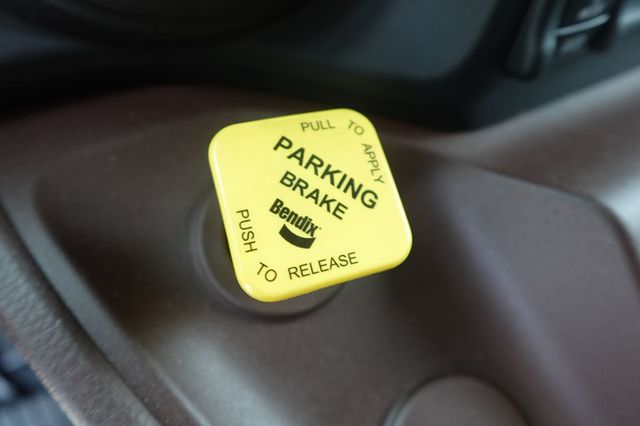 PULL TO APPLY
PARKING
BRAKE
Bendix
PUSH TO RELEASE